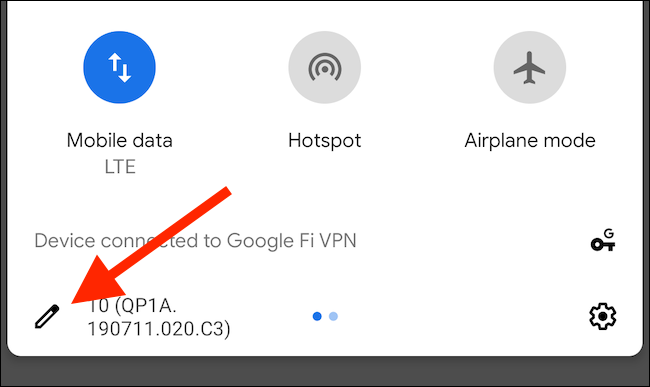 Mobile data
LTE
Hotspot
Airplane mode
Device connected to Google Fi VPN
G
10 (QP1A.
190711.020.C3)